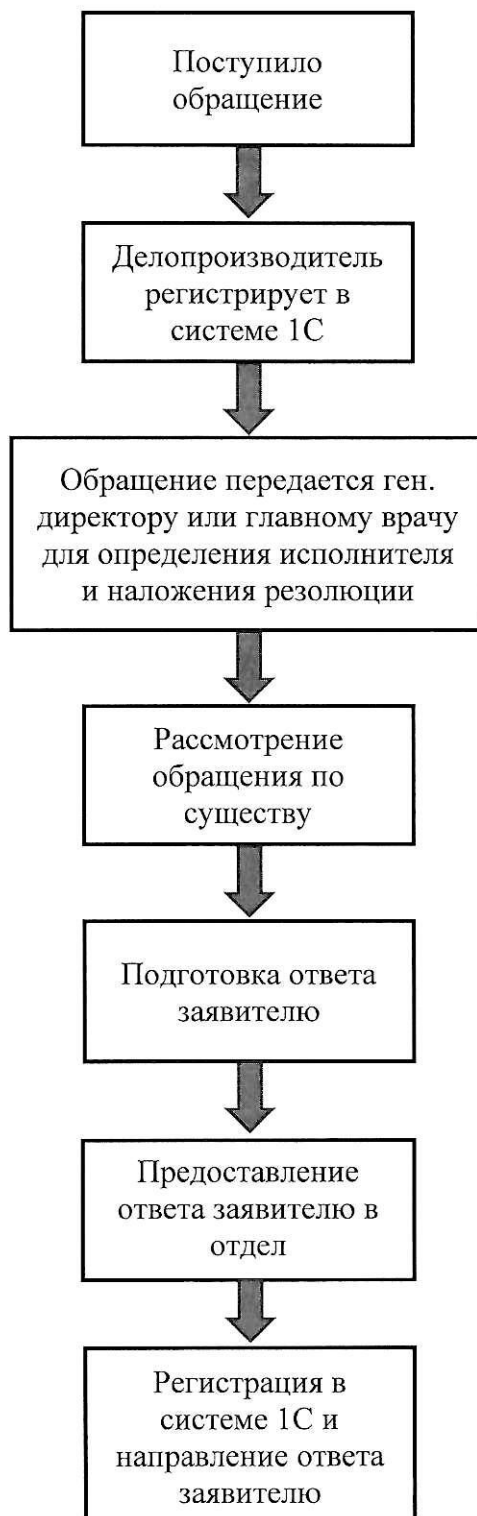 Поступило
обращение
Делопроизводитель
регистрирует в
системе 1С
Обращение передается ген.
директору или главному врачу
для определения исполнителя
и наложения резолюции
Рассмотрение
обращения по
существу
Подготовка ответа
заявителю
Предоставление
ответа заявителю в
отдел
Регистрация в
системе 1С и
направление ответа
заявителю